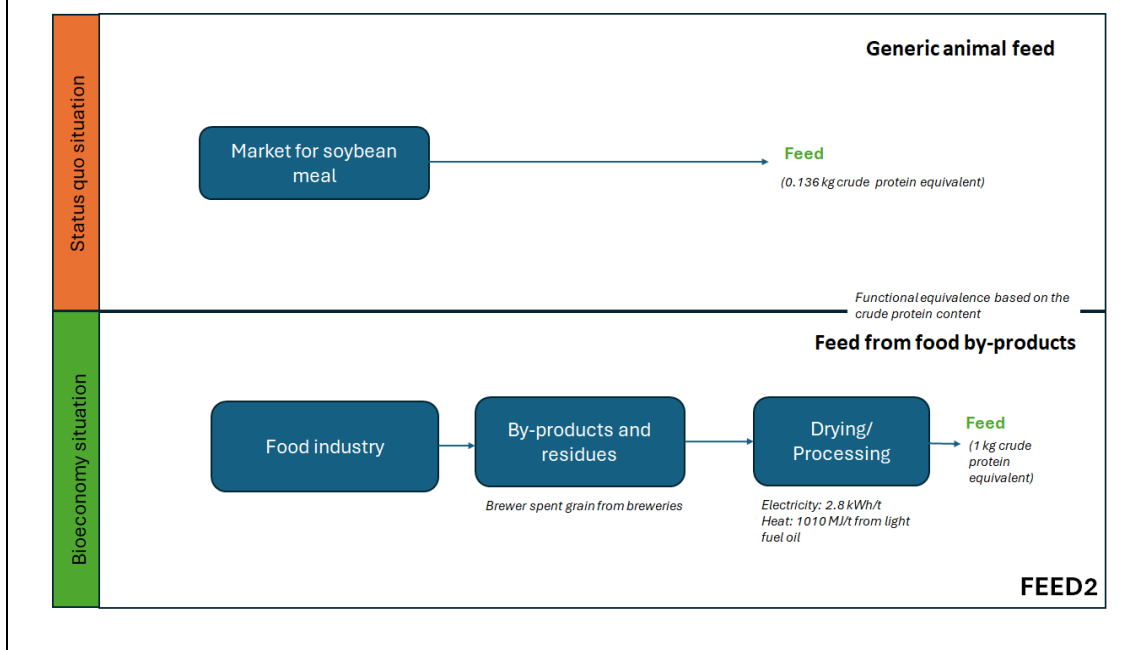 Status quo situation
Generic animal feed
Market for soybean
meal
Feed
(0.136 kg crude protein equivalent)
Functional equivalence based on the
crude protein content
Bioeconomy situation
Feed from food by-products
Food industry
By-products and
residues
Brewer spent grain from breweries
Drying/
Processing
Electricity: 2.8 kWh/t
Heat: 1010 MJ/t from light
fuel oil
Feed
(1 kg crude
protein
equivalent)
FEED2